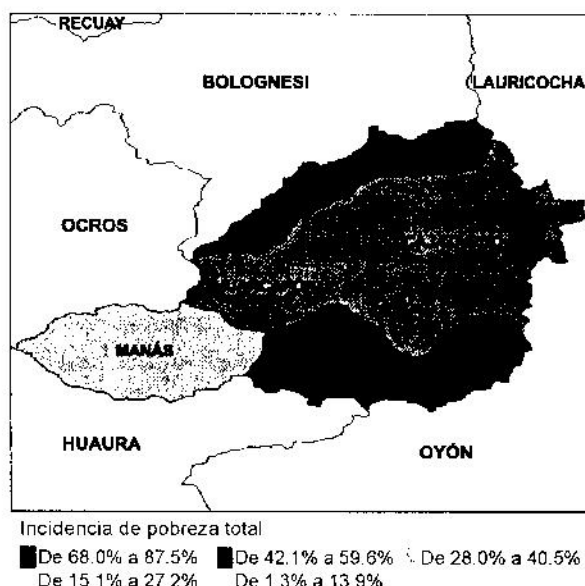 RECUAY
BOLOGNESI
LAURICOCHA
OCROS
MANÁS
HUAURA
OYÓN
Incidencia de pobreza total
De 68.0% a 87.5% De 42.1% a 59.6% De 28.0% a 40.5%
De 15.1% a 27.2% De 1.3% a 13.9%